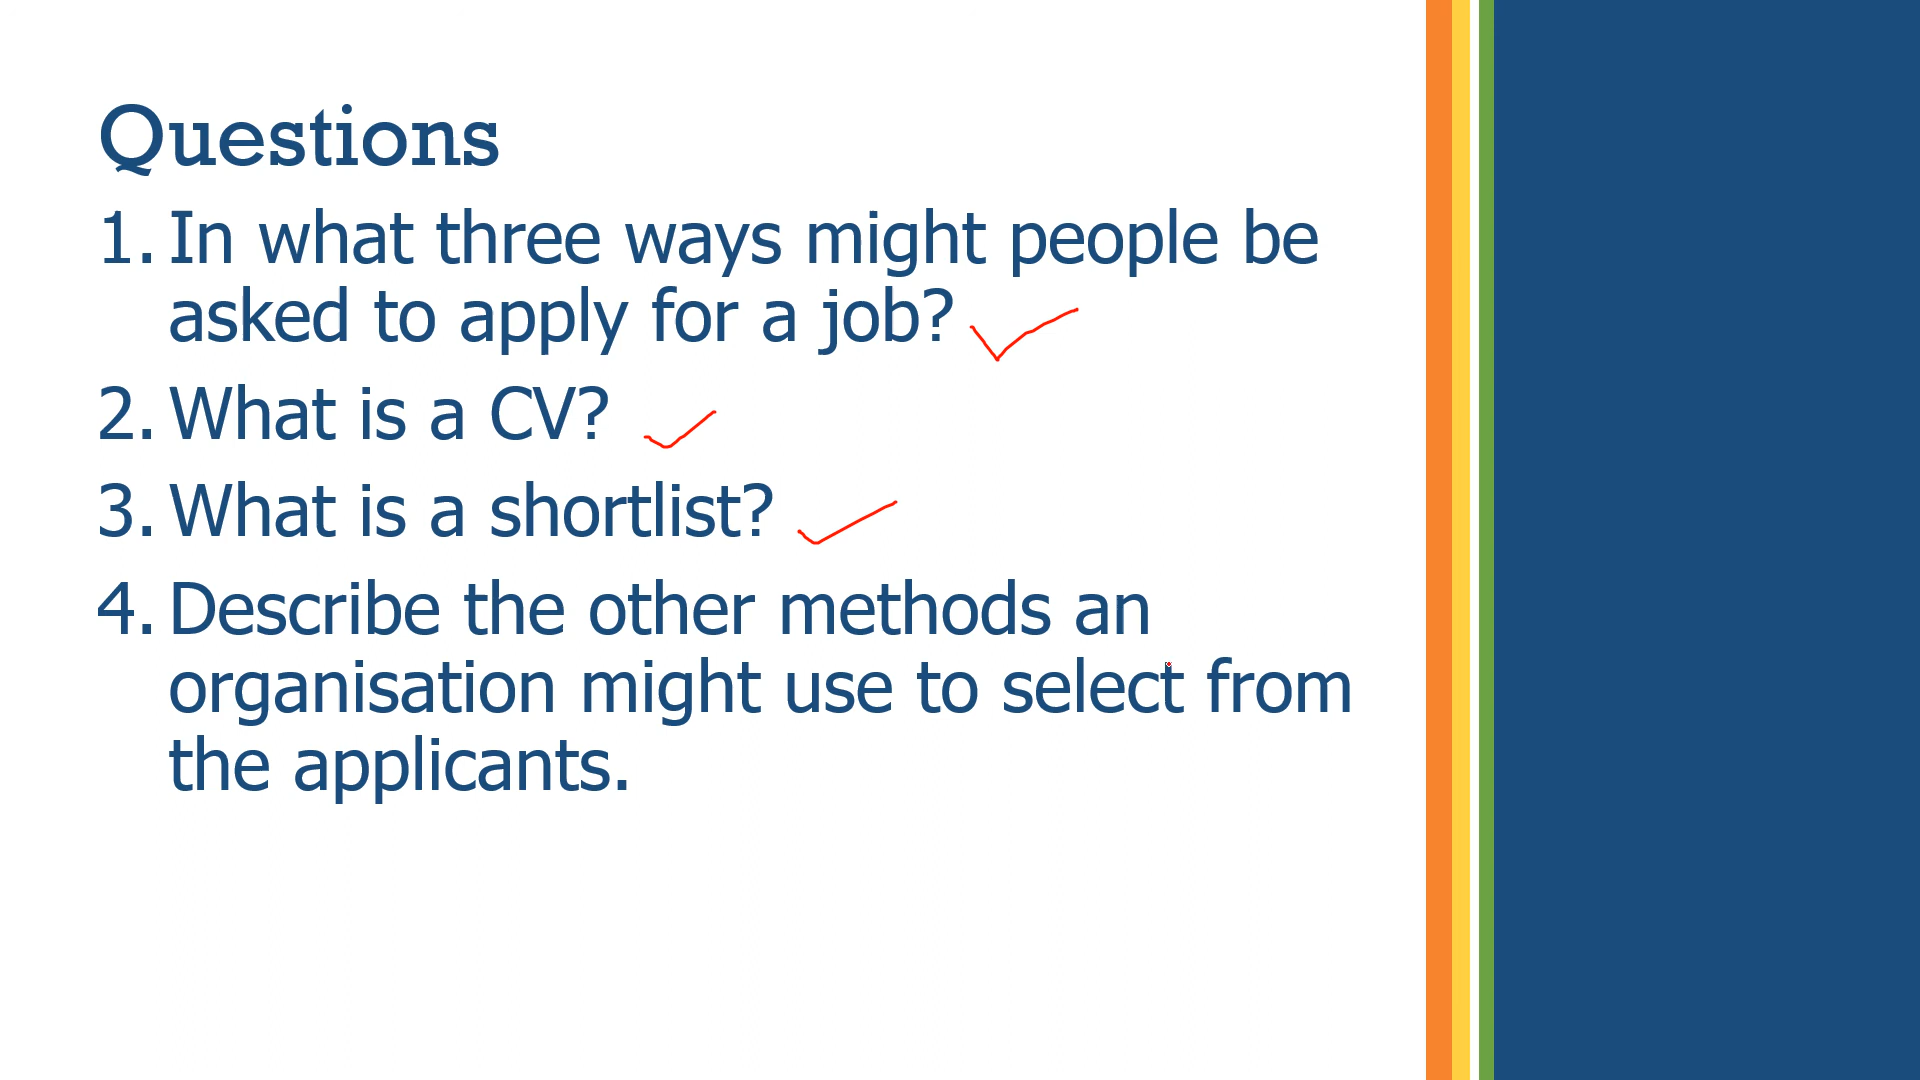 Questions
1. In what three ways might people be
asked to apply for a job?
2. What is a CV?
3. What is a shortlist?
4. Describe the other methods an
organisation might use to select from
the applicants.